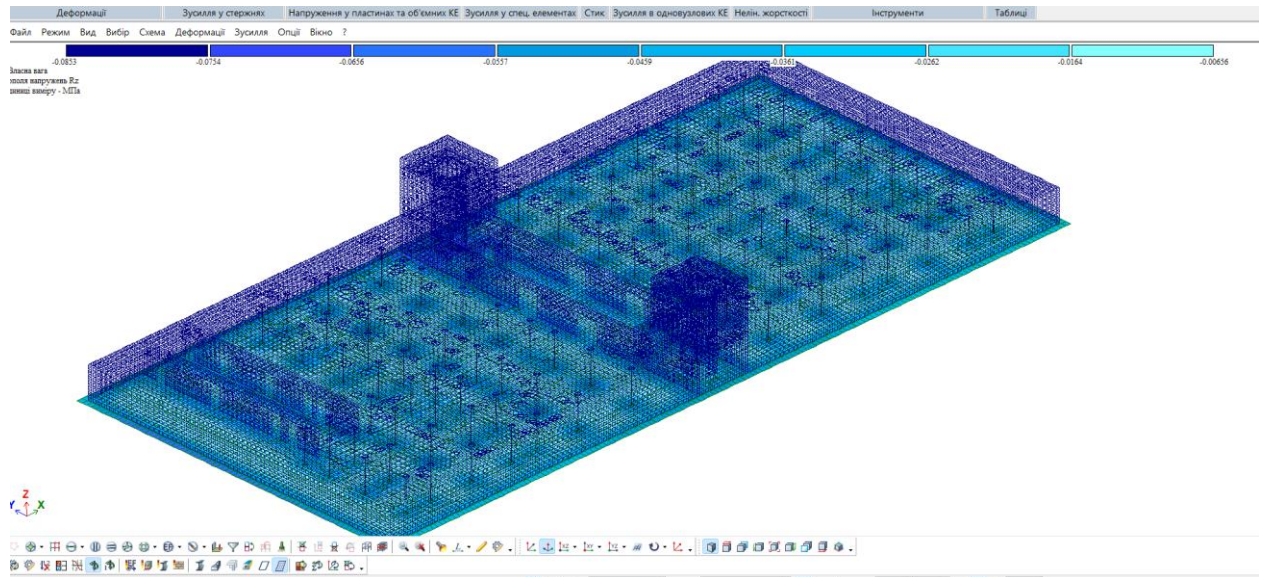 Деформації Зусилля у стержнях Напруження у пластинах та об'ємних КЕ Зусилля у спец. елементах Стик Зусилля в одновузлових КЕ Нелін. жорсткості Інструменти Таблиці
Файл Режим Вид Вибір Схема Деформації Зусилля Опції Вікно ?
-0.0853 -0.0754 -0.0656 -0.0557 -0.0459 -0.0361 -0.0262 -0.0164 -0.00656
Власна вага
поля напружень Rz
диниці виміру - МПа
Z
Y X